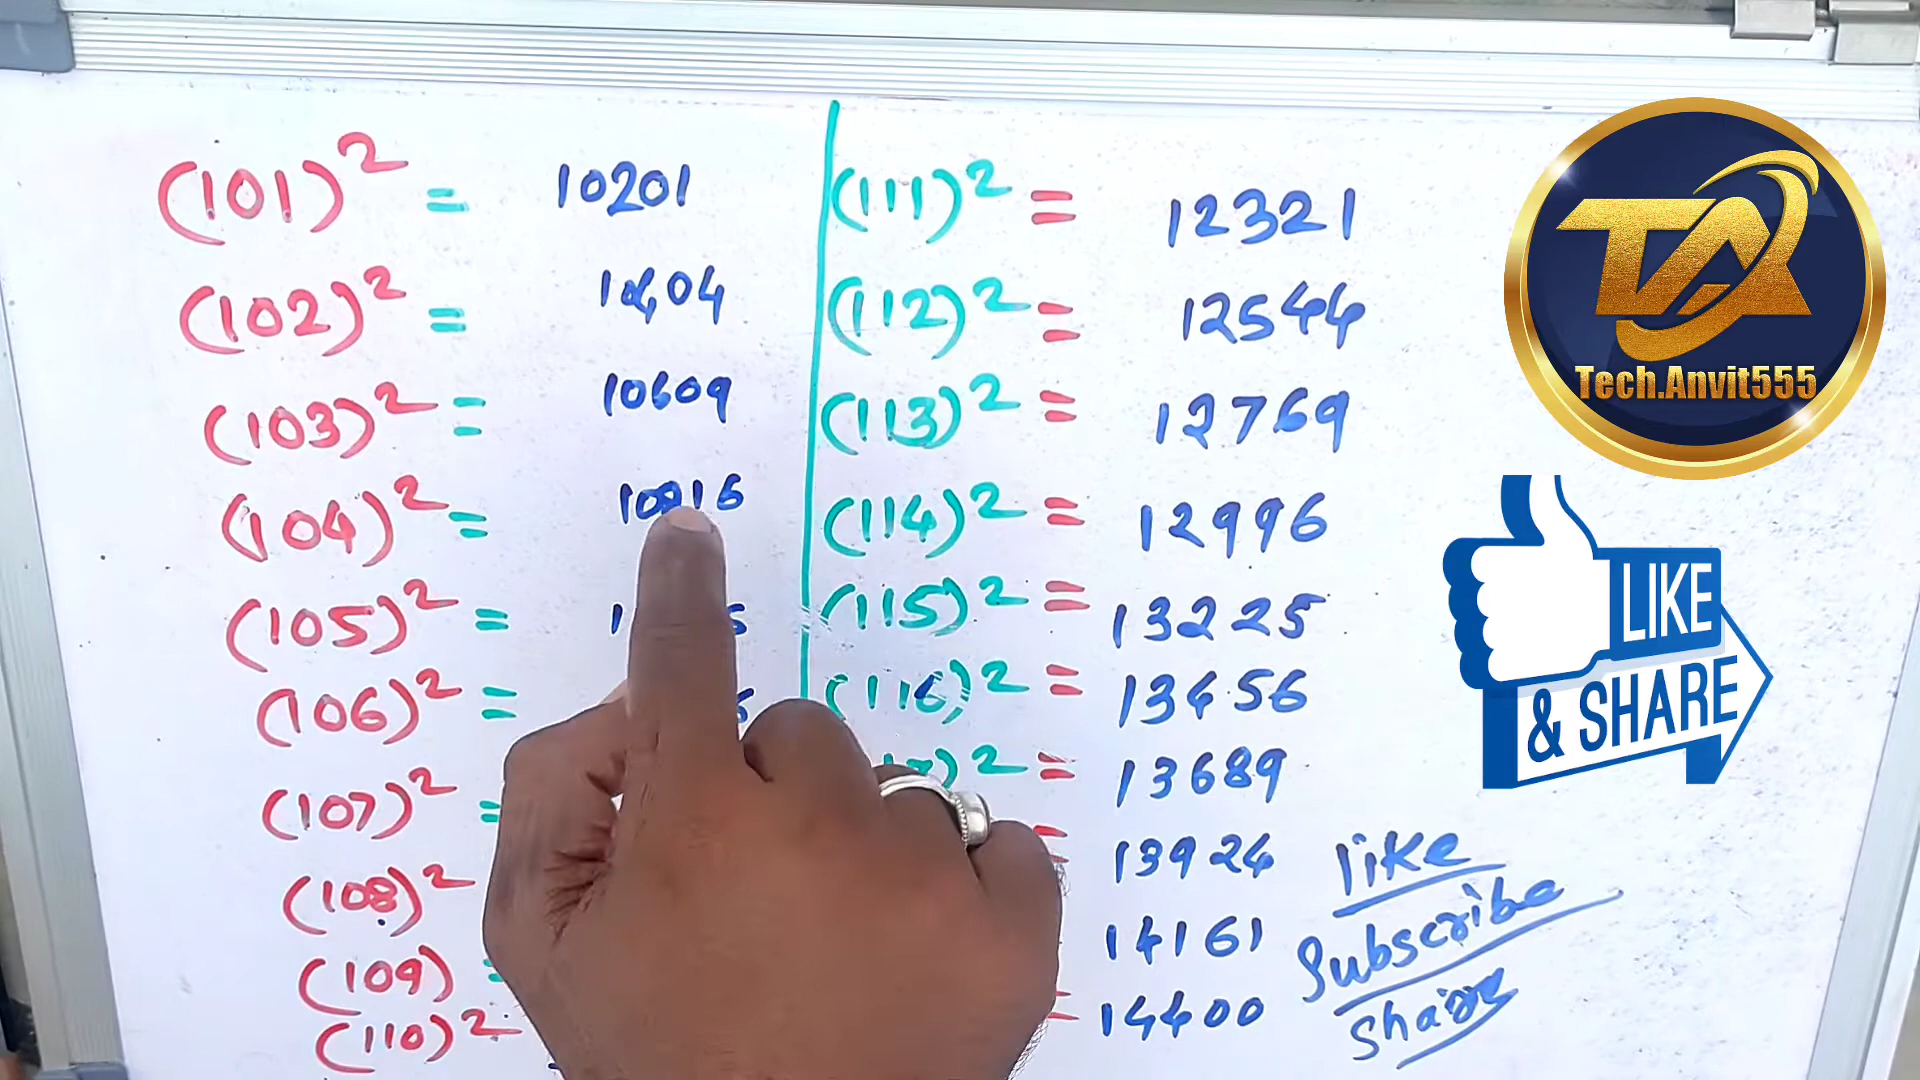 (101)² = 10201
(102)² = 10404
(103)² = 10609
(104)² = 10816
(105)² =
(106)² =
(107)² =
(108)²
(109) =
(110)²
(111)² = 12321
(112)² = 12544
(113)² = 12769
(114)² = 12996
(115)² = 13225
(116)² = 13456
)² = 13689
= 13924
14161
= 14400
like
Subscribe
Share
Tech.Anvit555
LIKE
& SHARE